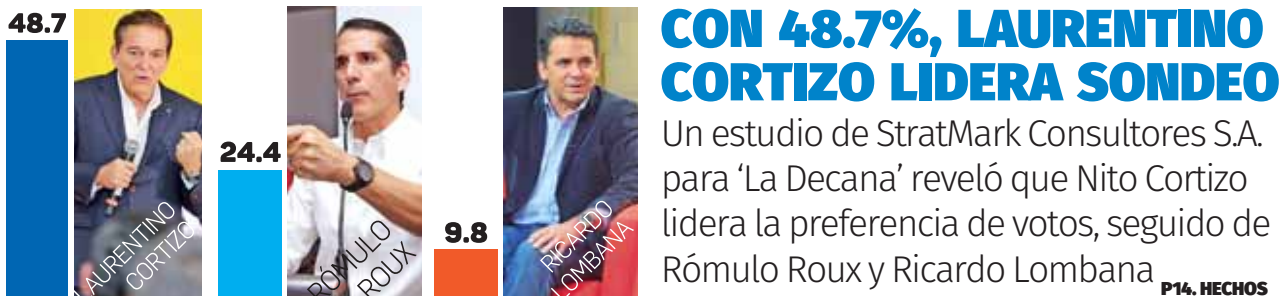 48.7
LAURENTINO
CORTIZO
24.4
RÓMULO
ROUX
9.8
RICARDO
LOMBANA
CON 48.7%, LAURENTINO
CORTIZO LIDERA SONDEO
Un estudio de StratMark Consultores S.A.
para ‘La Decana’ reveló que Nito Cortizo
lidera la preferencia de votos, seguido de
Rómulo Roux y Ricardo Lombana P14. HECHOS